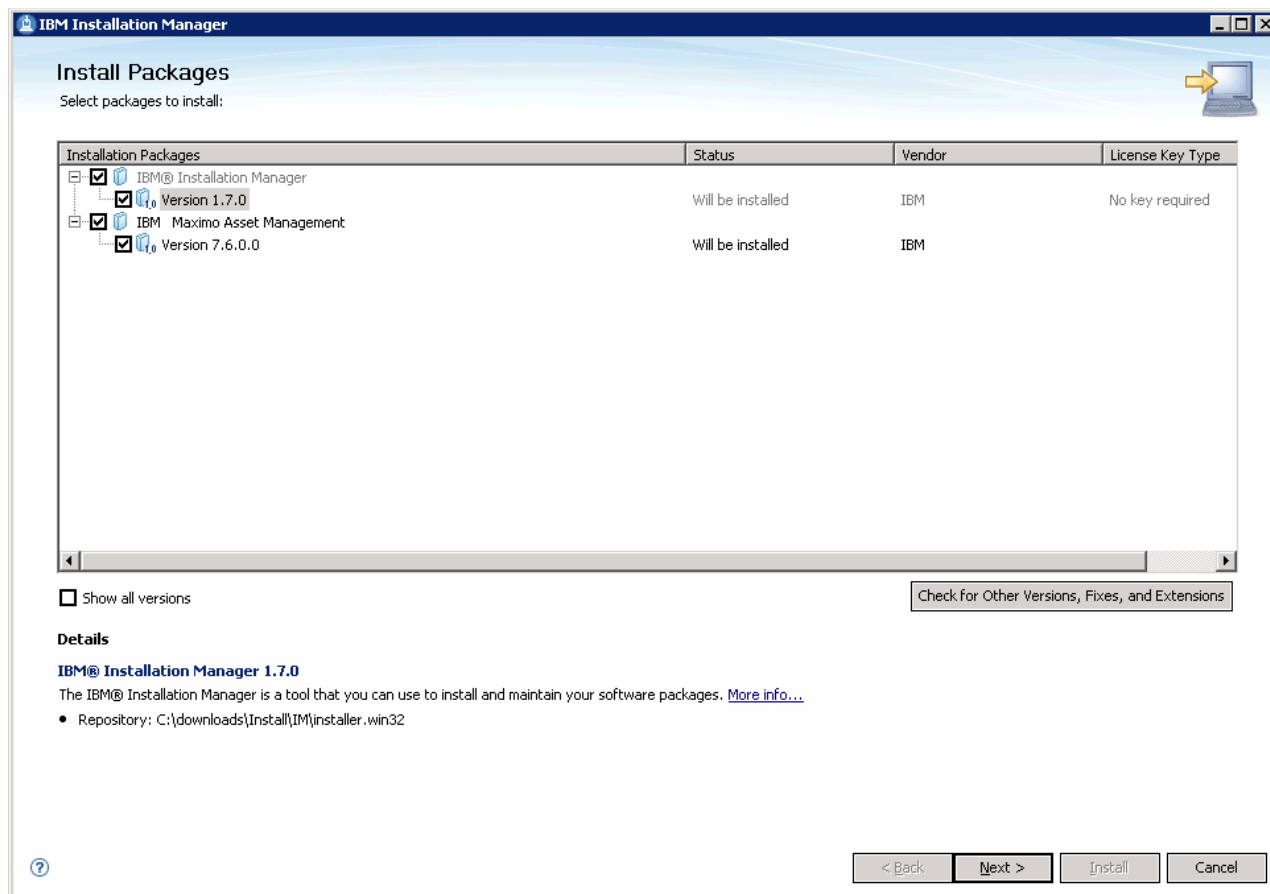 IBM Installation Manager
Install Packages
Select packages to install:
Installation Packages Status Vendor License Key Type
IBM® Installation Manager
Version 1.7.0 Will be installed IBM No key required
IBM Maximo Asset Management
Version 7.6.0.0 Will be installed IBM
Show all versions Check for Other Versions, Fixes, and Extensions
Details
IBM® Installation Manager 1.7.0
The IBM® Installation Manager is a tool that you can use to install and maintain your software packages. More info...
• Repository: C:\downloads\Install\IM\installer.win32
? < Back Next > Install Cancel